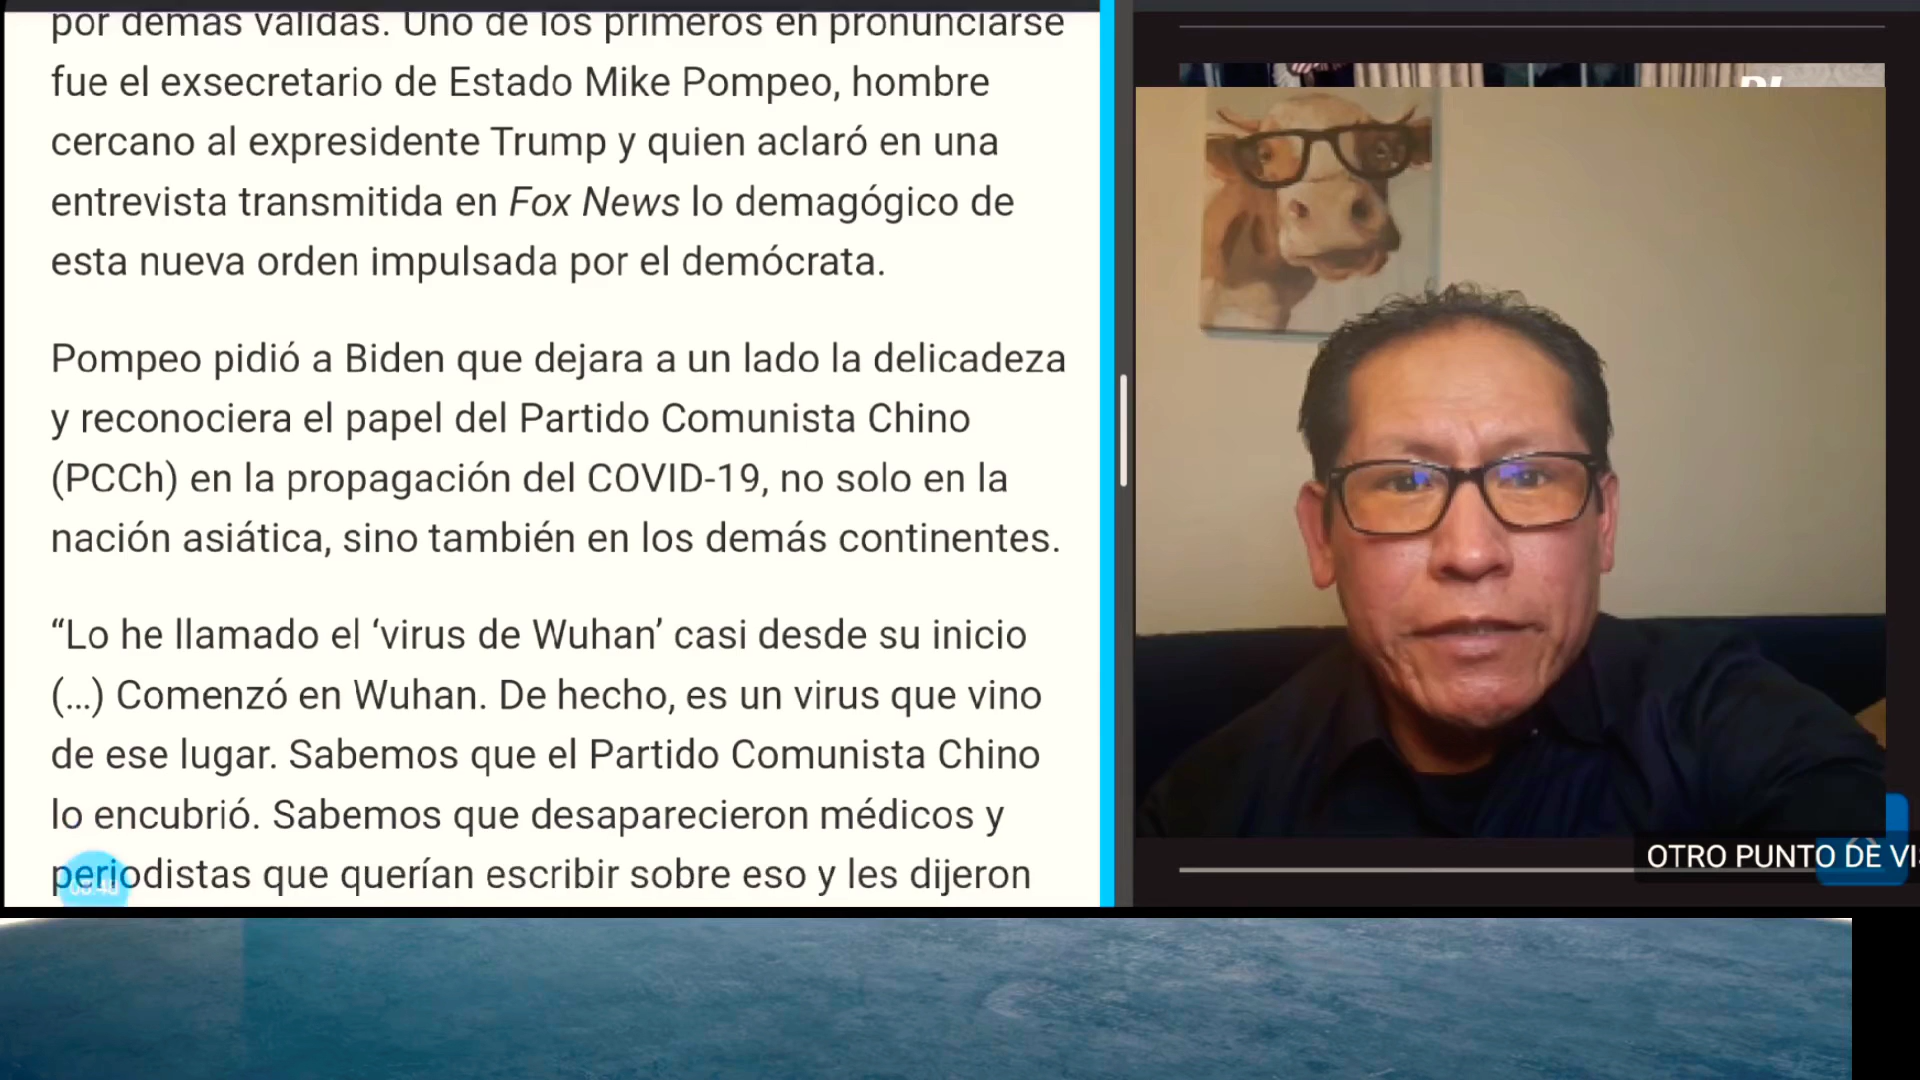 por demás válidas. Uno de los primeros en pronunciarse
fue el exsecretario de Estado Mike Pompeo, hombre
cercano al expresidente Trump y quien aclaró en una
entrevista transmitida en Fox News lo demagógico de
esta nueva orden impulsada por el demócrata.
Pompeo pidió a Biden que dejara a un lado la delicadeza
y reconociera el papel del Partido Comunista Chino
(PCCh) en la propagación del COVID-19, no solo en la
nación asiática, sino también en los demás continentes.
“Lo he llamado el ‘virus de Wuhan’ casi desde su inicio
(...) Comenzó en Wuhan. De hecho, es un virus que vino
de ese lugar. Sabemos que el Partido Comunista Chino
lo encubrió. Sabemos que desaparecieron médicos y
periodistas que querían escribir sobre eso y les dijeron
OTRO PUNTO DE VIS